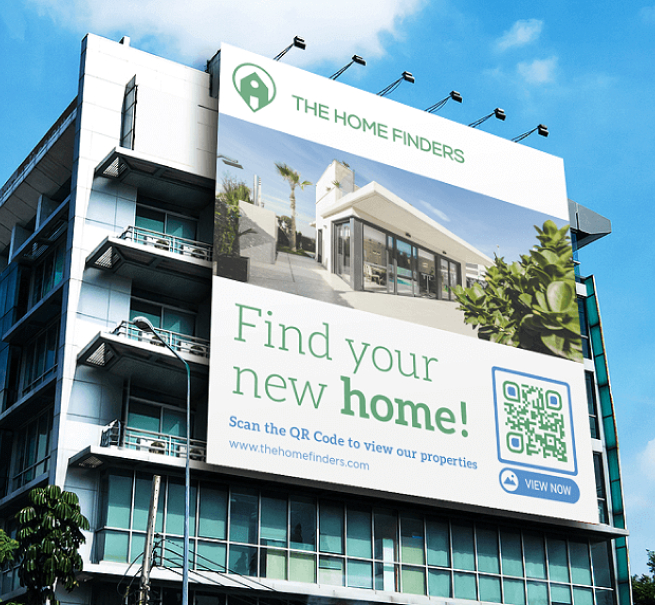 THE HOME FINDERS
Find your
new home!
Scan the QR Code to view our properties
www.thehomefinders.com
VIEW NOW